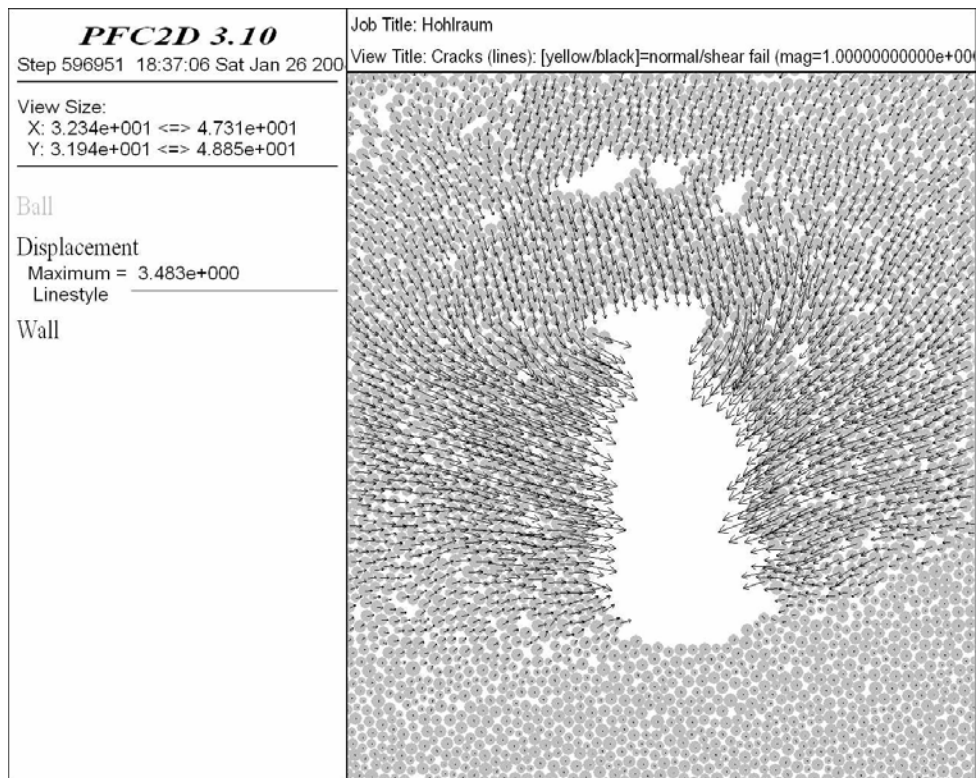 PFC2D 3.10
Step 596951 18:37:06 Sat Jan 26 200
View Size:
X: 3.234e+001 <=> 4.731e+001
Y: 3.194e+001 <=> 4.885e+001
Ball
Displacement
Maximum = 3.483e+000
Linestyle
Wall
Job Title: Hohlraum
View Title: Cracks (lines): [yellow/black]=normal/shear fail (mag=1.00000000000e+00